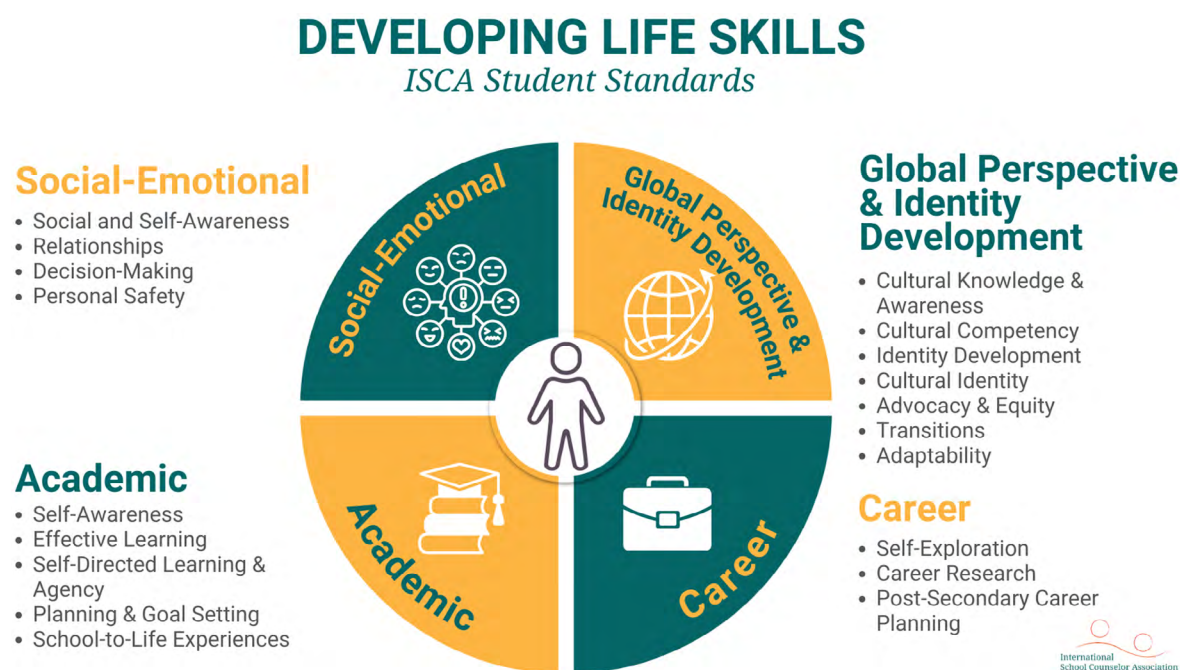 DEVELOPING LIFE SKILLS
ISCA Student Standards
Social-Emotional
• Social and Self-Awareness
• Relationships
• Decision-Making
• Personal Safety
Academic
• Self-Awareness
• Effective Learning
• Self-Directed Learning &
Agency
• Planning & Goal Setting
• School-to-Life Experiences
Social-Emotional
Global Perspective &
Identity Development
Academic
Career
Global Perspective
& Identity
Development
• Cultural Knowledge &
Awareness
• Cultural Competency
• Identity Development
• Cultural Identity
• Advocacy & Equity
• Transitions
• Adaptability
Career
• Self-Exploration
• Career Research
• Post-Secondary Career
Planning
International
School Counselor Association